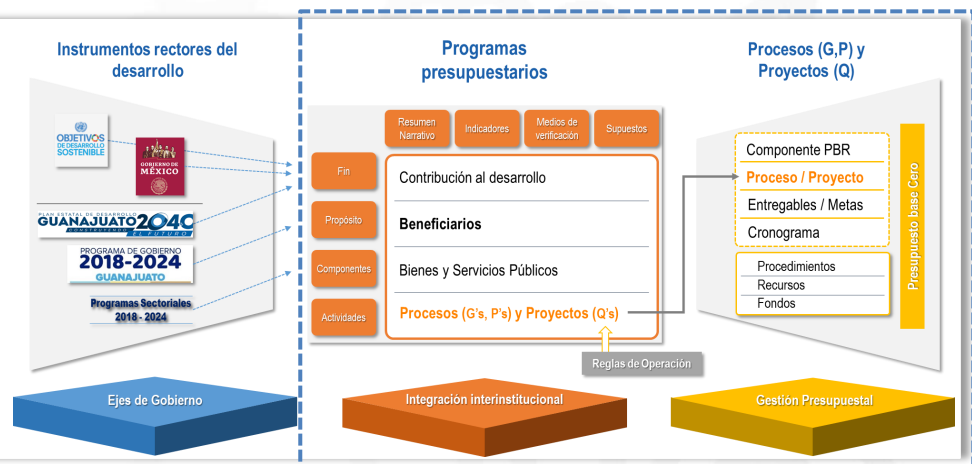 Instrumentos rectores del
desarrollo
OBJETIVOS
DE DESARROLLO
SOSTENIBLE
GOBIERNO DE
MÉXICO
PLAN ESTATAL DE DESARROLLO
GUANAJUATO 2040
CONSTRUYENDO EL FUTURO
PROGRAMA DE GOBIERNO
2018-2024
GUANAJUATO
Programas Sectoriales
2018 - 2024
Ejes de Gobierno
Programas
presupuestarios
Resumen
Narrativo
Indicadores
Medios de
verificación
Supuestos
Fin
Contribución al desarrollo
Propósito
Beneficiarios
Componentes
Bienes y Servicios Públicos
Actividades
Procesos (G's, P's) y Proyectos (Q's)
Reglas de Operación
Integración interinstitucional
Procesos (G,P) y
Proyectos (Q)
Componente PBR
Proceso / Proyecto
Entregables / Metas
Cronograma
Procedimientos
Recursos
Fondos
Presupuesto base Cero
Gestión Presupuestal